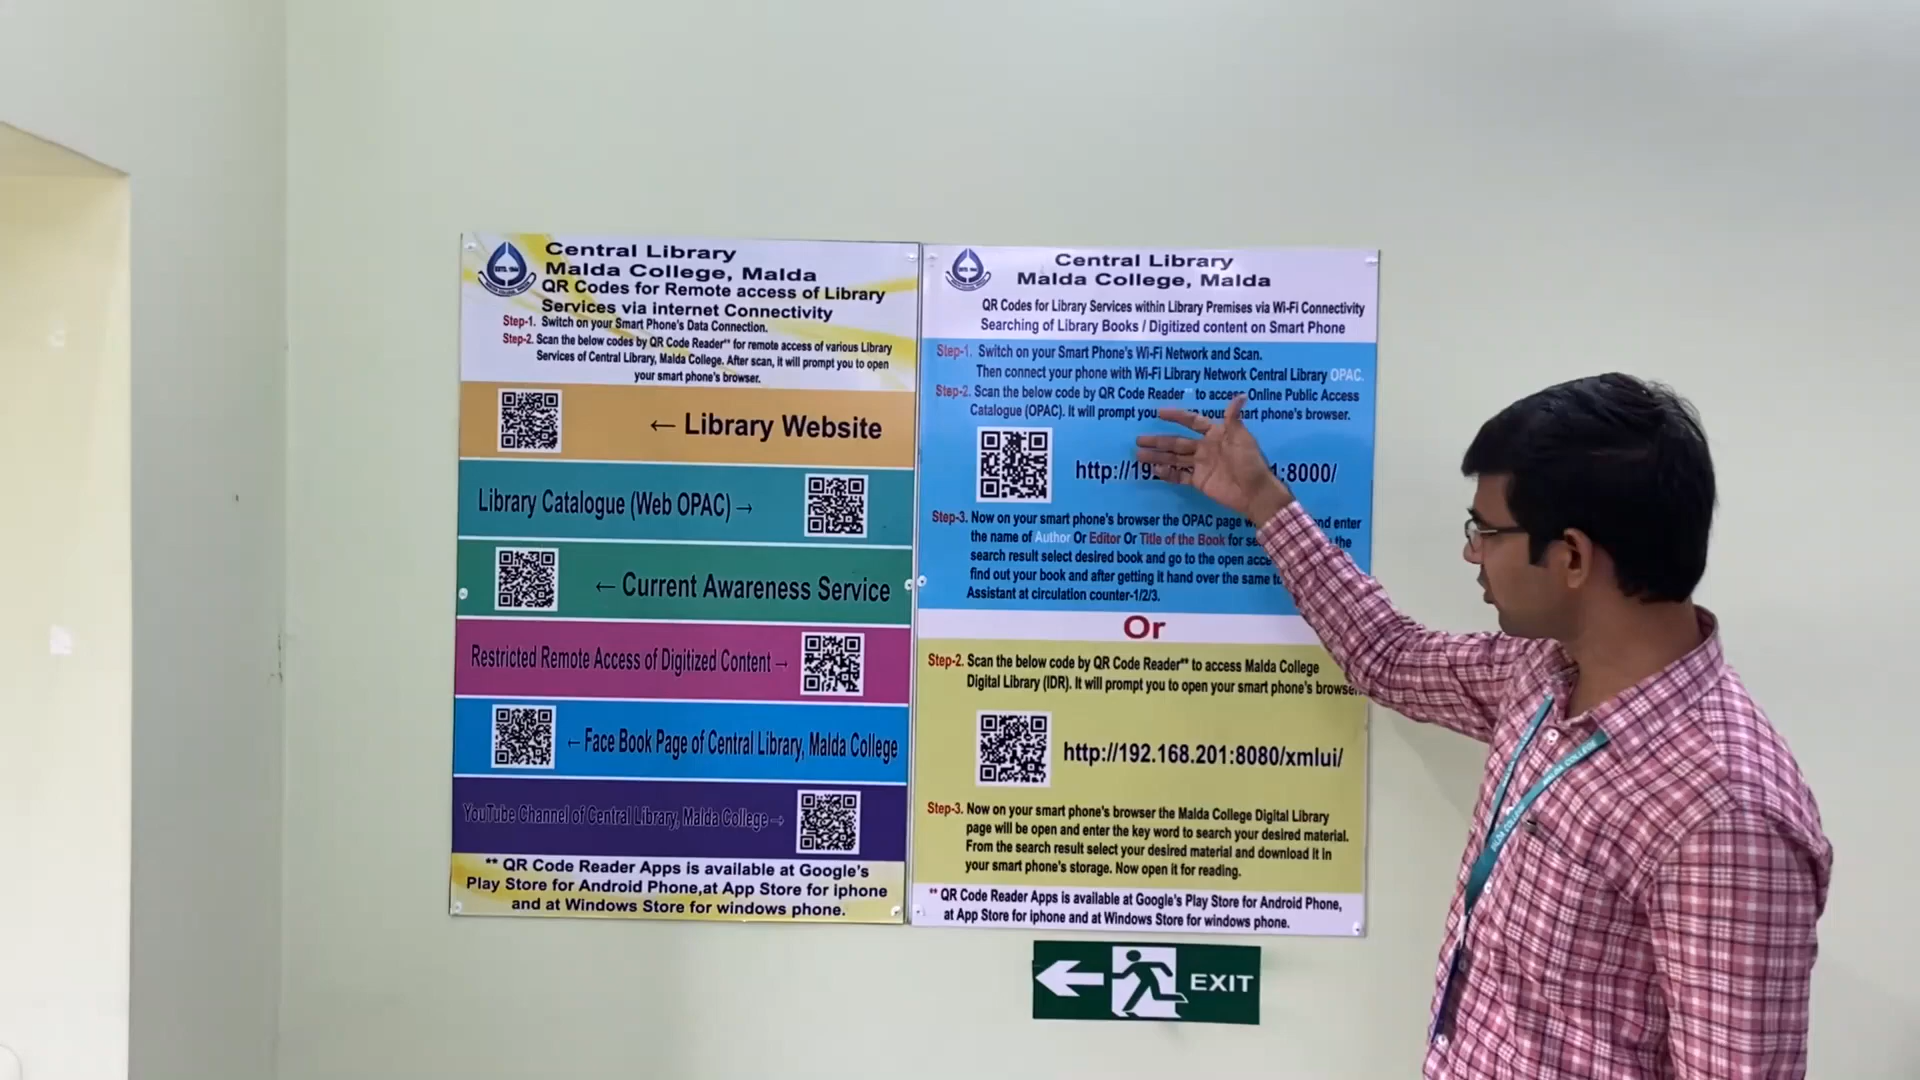 Central Library
Malda College, Malda
QR Codes for Remote access of Library
Services via internet Connectivity
Step-1. Switch on your Smart Phone's Data Connection.
Step-2. Scan the below codes by QR Code Reader** for remote access of various Library
Services of Central Library, Malda College. After scan, it will prompt you to open
your smart phone's browser.
← Library Website
Library Catalogue (Web OPAC) →
← Current Awareness Service
Restricted Remote Access of Digitized Content →
← Face Book Page of Central Library, Malda College
YouTube Channel of Central Library, Malda College →
** QR Code Reader Apps is available at Google's
Play Store for Android Phone,at App Store for iphone
and at Windows Store for windows phone.
Central Library
Malda College, Malda
QR Codes for Library Services within Library Premises via Wi-Fi Connectivity
Searching of Library Books / Digitized content on Smart Phone
Step-1. Switch on your Smart Phone's Wi-Fi Network and Scan.
Then connect your phone with Wi-Fi Library Network Central Library OPAC.
Step-2. Scan the below code by QR Code Reader to access Online Public Access
Catalogue (OPAC). It will prompt you your smart phone's browser.
http://192 :8000/
Step-3. Now on your smart phone's browser the OPAC page and enter
the name of Author Or Editor Or Title of the Book for the
search result select desired book and go to the open
find out your book and after getting it hand over the same to
Assistant at circulation counter-1/2/3.
Or
Step-2. Scan the below code by QR Code Reader** to access Malda College
Digital Library (IDR). It will prompt you to open your smart phone's browser.
http://192.168.201:8080/xmlui/
Step-3. Now on your smart phone's browser the Malda College Digital Library
page will be open and enter the key word to search your desired material.
From the search result select your desired material and download it in
your smart phone's storage. Now open it for reading.
** QR Code Reader Apps is available at Google's Play Store for Android Phone,
at App Store for iphone and at Windows Store for windows phone.
EXIT
MALDA COLLEGE
MALDA COLLEGE